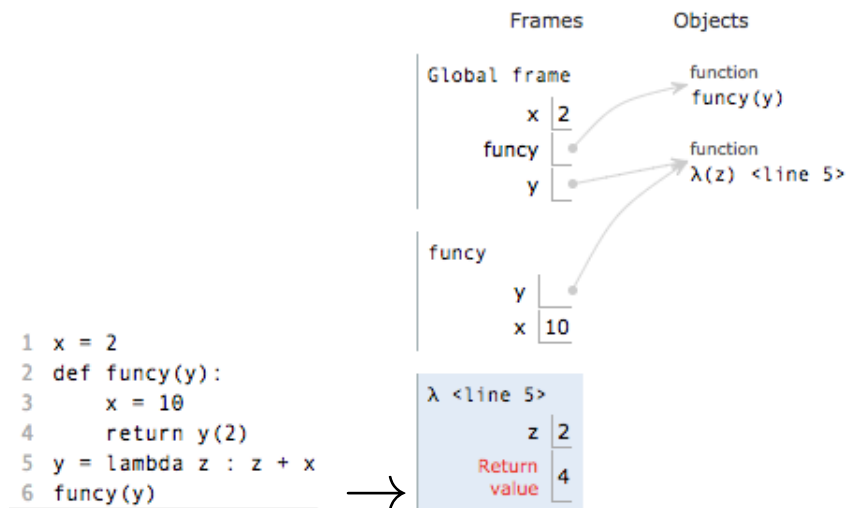 Frames Objects
Global frame
x 2
funcy
y
function
funcy(y)
function
λ(z) <line 5>
funcy
y
x 10
λ <line 5>
z 2
Return
value 4
1 x = 2
2 def funcy(y):
3     x = 10
4     return y(2)
5 y = lambda z : z + x
6 funcy(y)